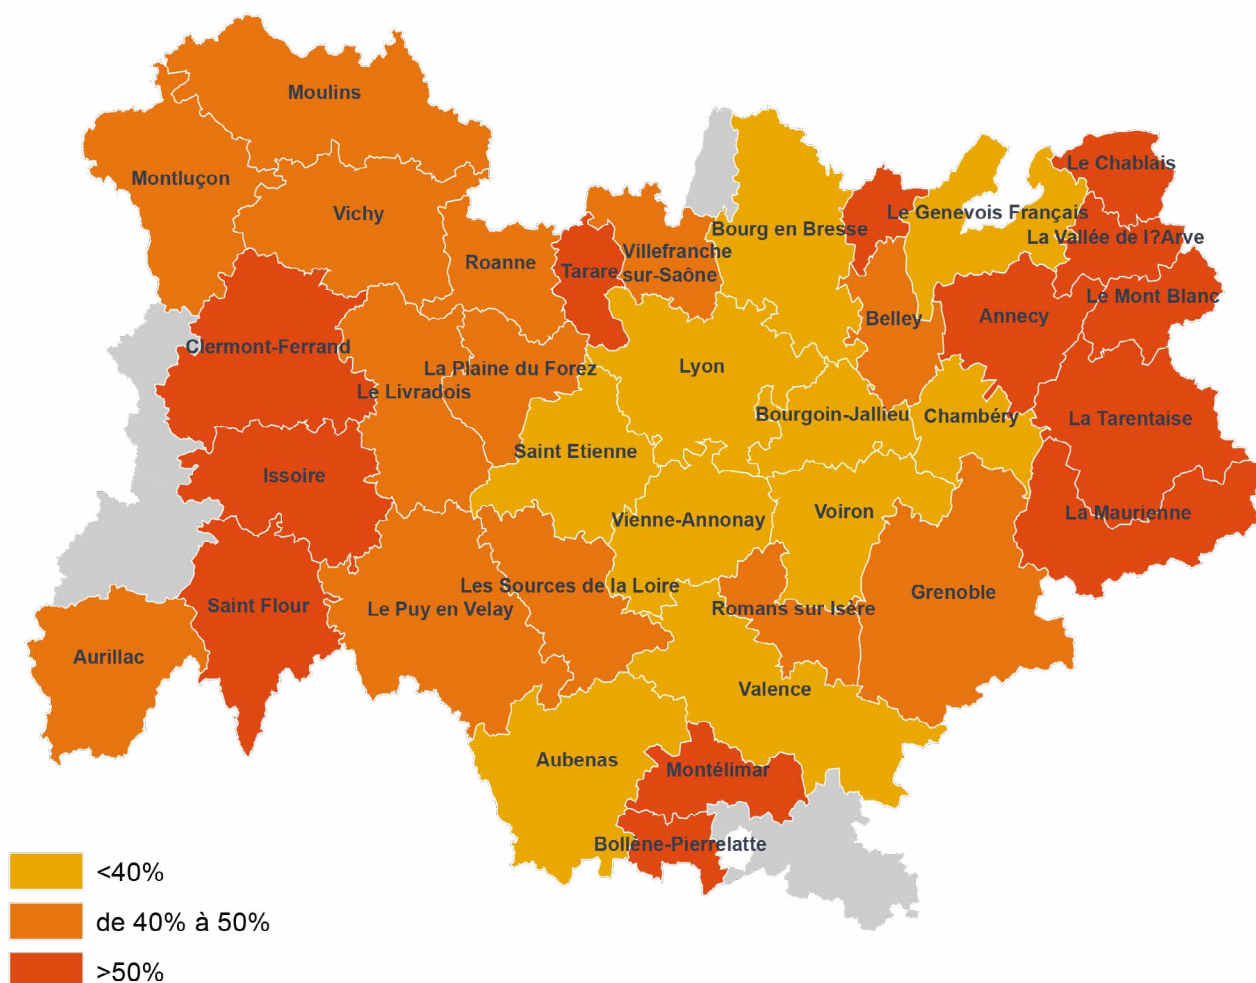 Moulins
Le Chablais
Montluçon
Vichy
Le Genevois Français
Bourg en Bresse
La Vallée de l?Arve
Villefranche
sur-Saône
Roanne
Tarare
Le Mont Blanc
Belley
Annecy
Clermont-Ferrand
La Plaine du Forez
Lyon
Le Livradois
Bourgoin-Jallieu
Chambéry
La Tarentaise
Saint Etienne
Issoire
Vienne-Annonay
Voiron
La Maurienne
Les Sources de la Loire
Grenoble
Saint Flour
Le Puy en Velay
Romans sur Isère
Aurillac
Valence
Aubenas
Montélimar
Bollène-Pierrelatte
<40%
de 40% à 50%
>50%